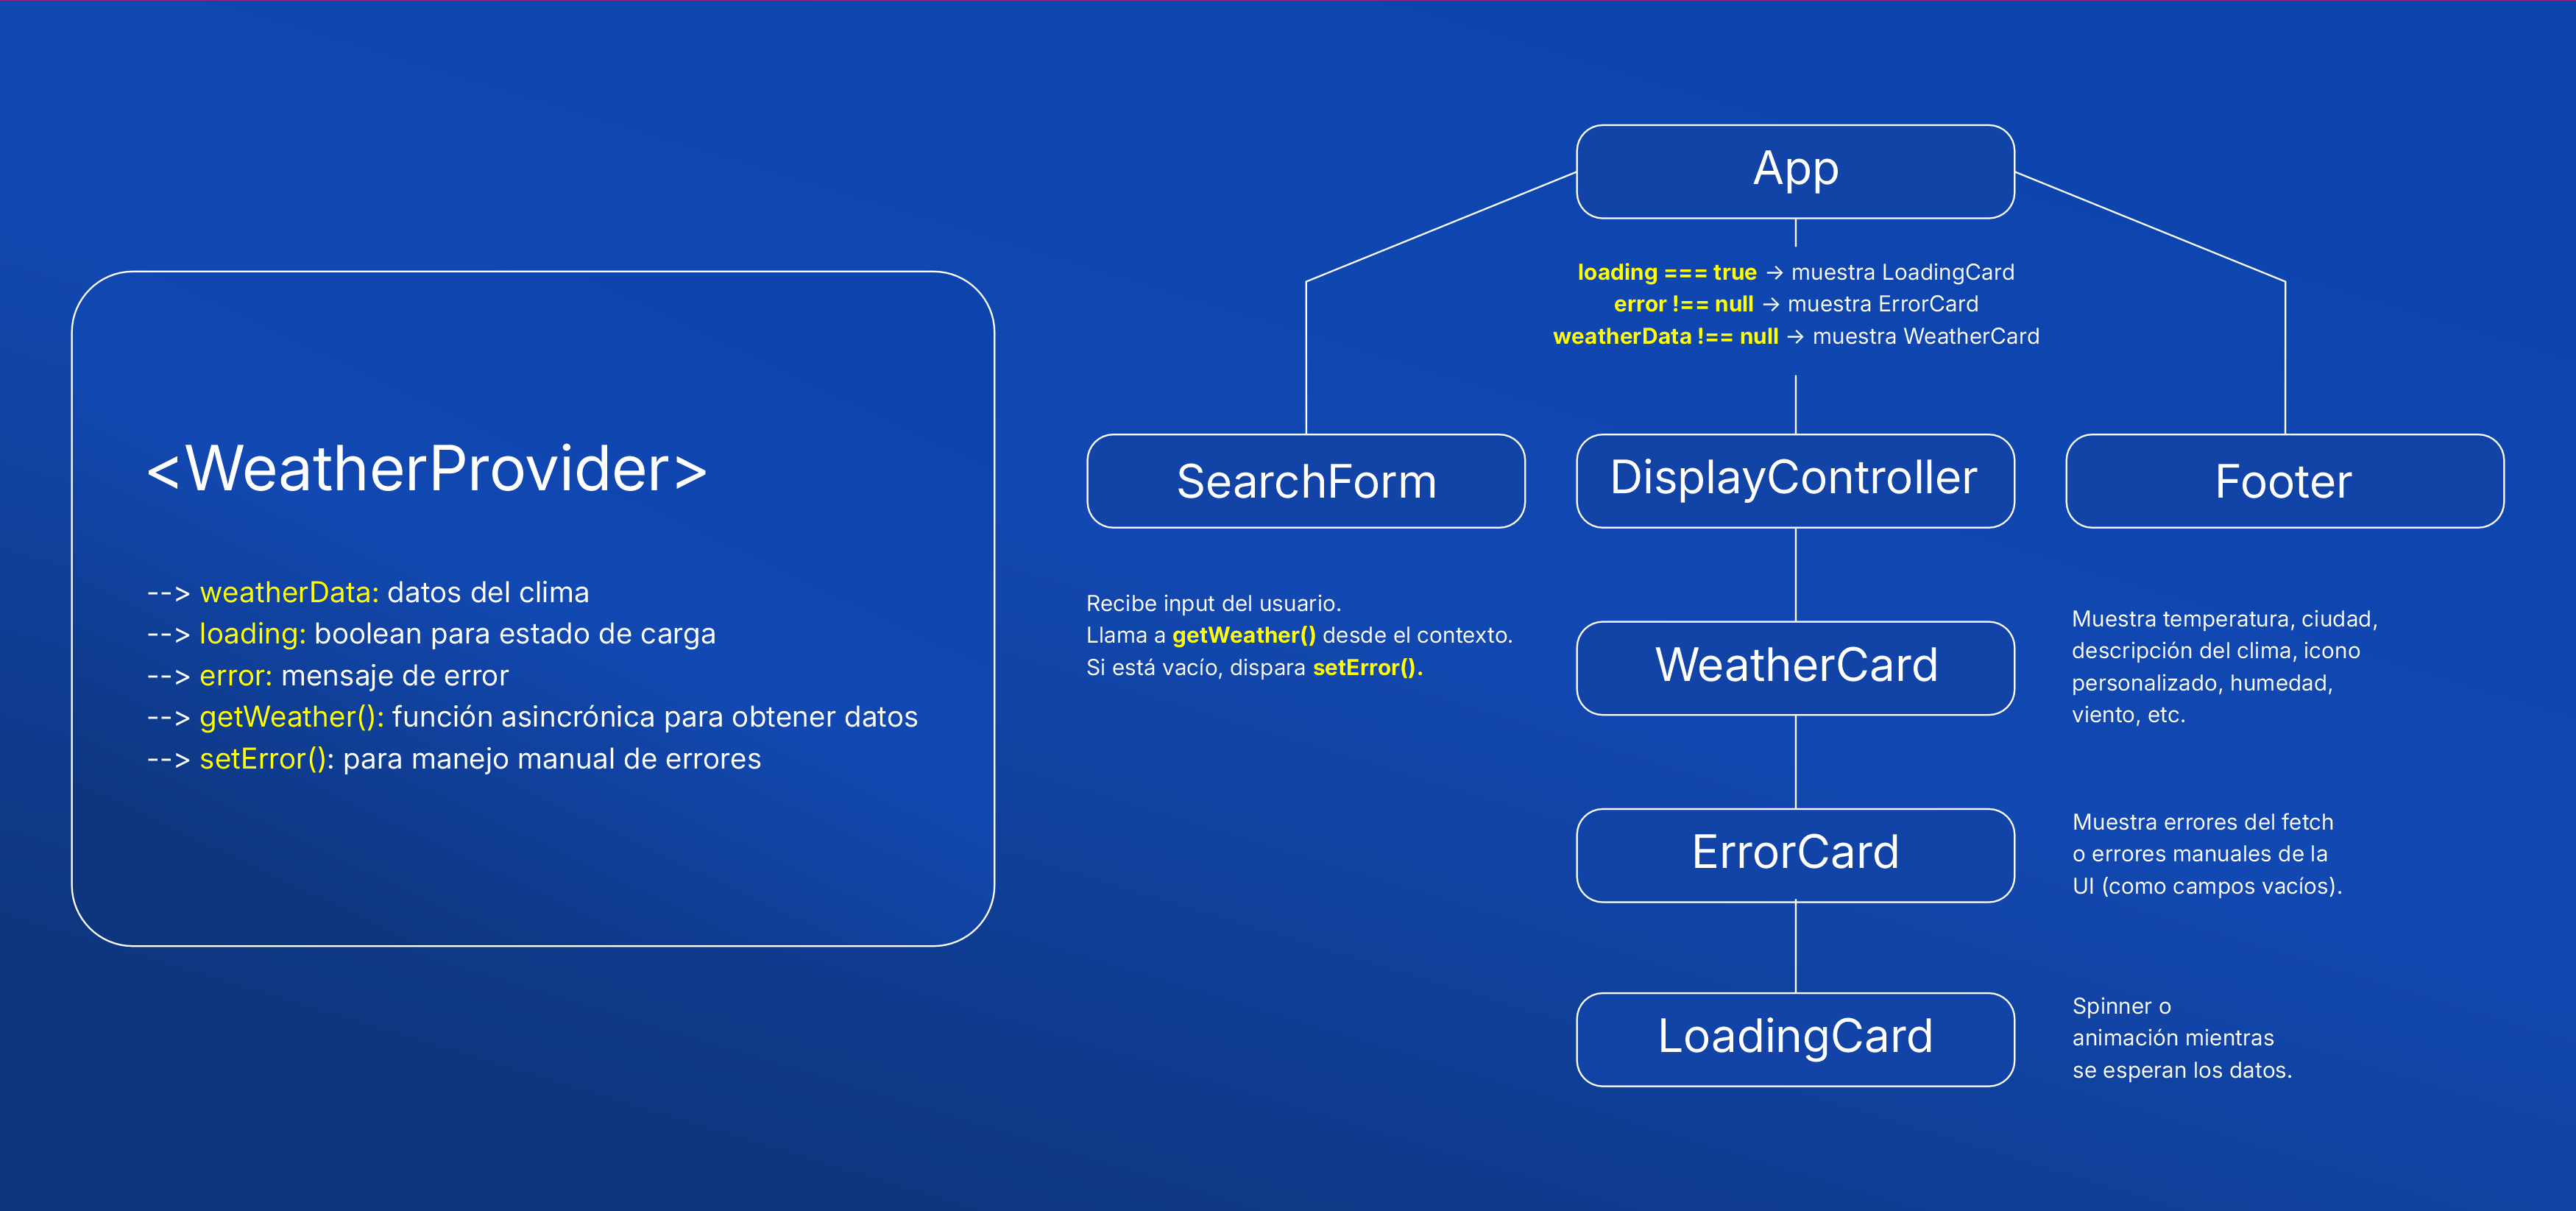 <WeatherProvider>
--> weatherData: datos del clima
--> loading: boolean para estado de carga
--> error: mensaje de error
--> getWeather(): función asincrónica para obtener datos
--> setError(): para manejo manual de errores
App
loading === true → muestra LoadingCard
error !== null → muestra ErrorCard
weatherData !== null → muestra WeatherCard
SearchForm
Recibe input del usuario.
Llama a getWeather() desde el contexto.
Si está vacío, dispara setError().
DisplayController
Footer
WeatherCard
Muestra temperatura, ciudad,
descripción del clima, icono
personalizado, humedad,
viento, etc.
ErrorCard
Muestra errores del fetch
o errores manuales de la
UI (como campos vacíos).
LoadingCard
Spinner o
animación mientras
se esperan los datos.